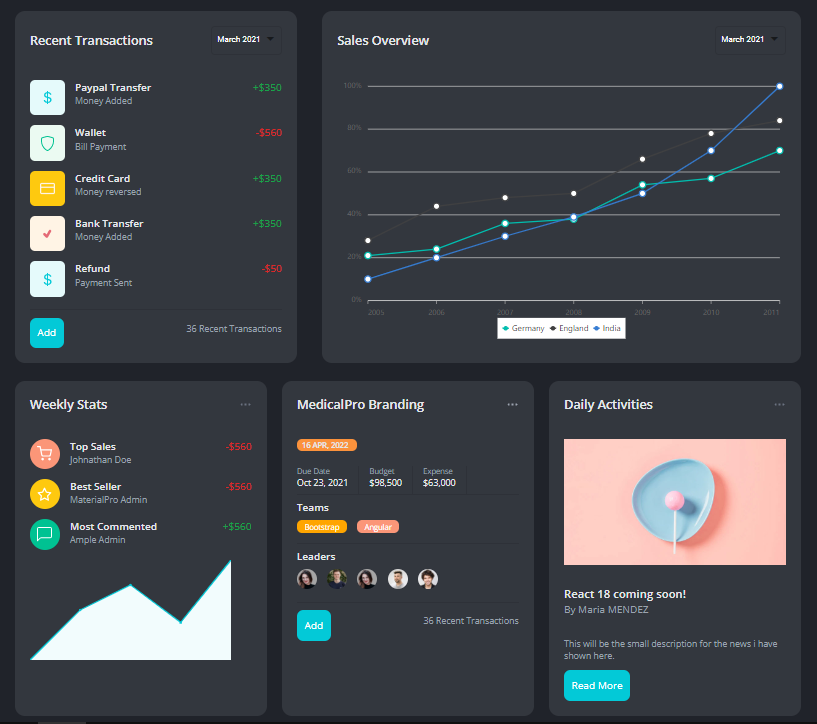 Recent Transactions
March 2021
Paypal Transfer
+$350
Money Added
Wallet
-$560
Bill Payment
Credit Card
+$350
Money reversed
Bank Transfer
+$350
Money Added
Refund
-$50
Payment Sent
Add
36 Recent Transactions
Sales Overview
March 2021
100%
80%
60%
40%
20%
0%
2005 2006 2007 2008 2009 2010 2011
Germany England India
Weekly Stats
Top Sales
-$560
Johnathan Doe
Best Seller
-$560
MaterialPro Admin
Most Commented
+$560
Ample Admin
MedicalPro Branding
16 APR, 2022
Due Date Budget Expense
Oct 23, 2021 $98,500 $63,000
Teams
Bootstrap Angular
Leaders
Add
36 Recent Transactions
Daily Activities
React 18 coming soon!
By Maria MENDEZ
This will be the small description for the news i have
shown here.
Read More